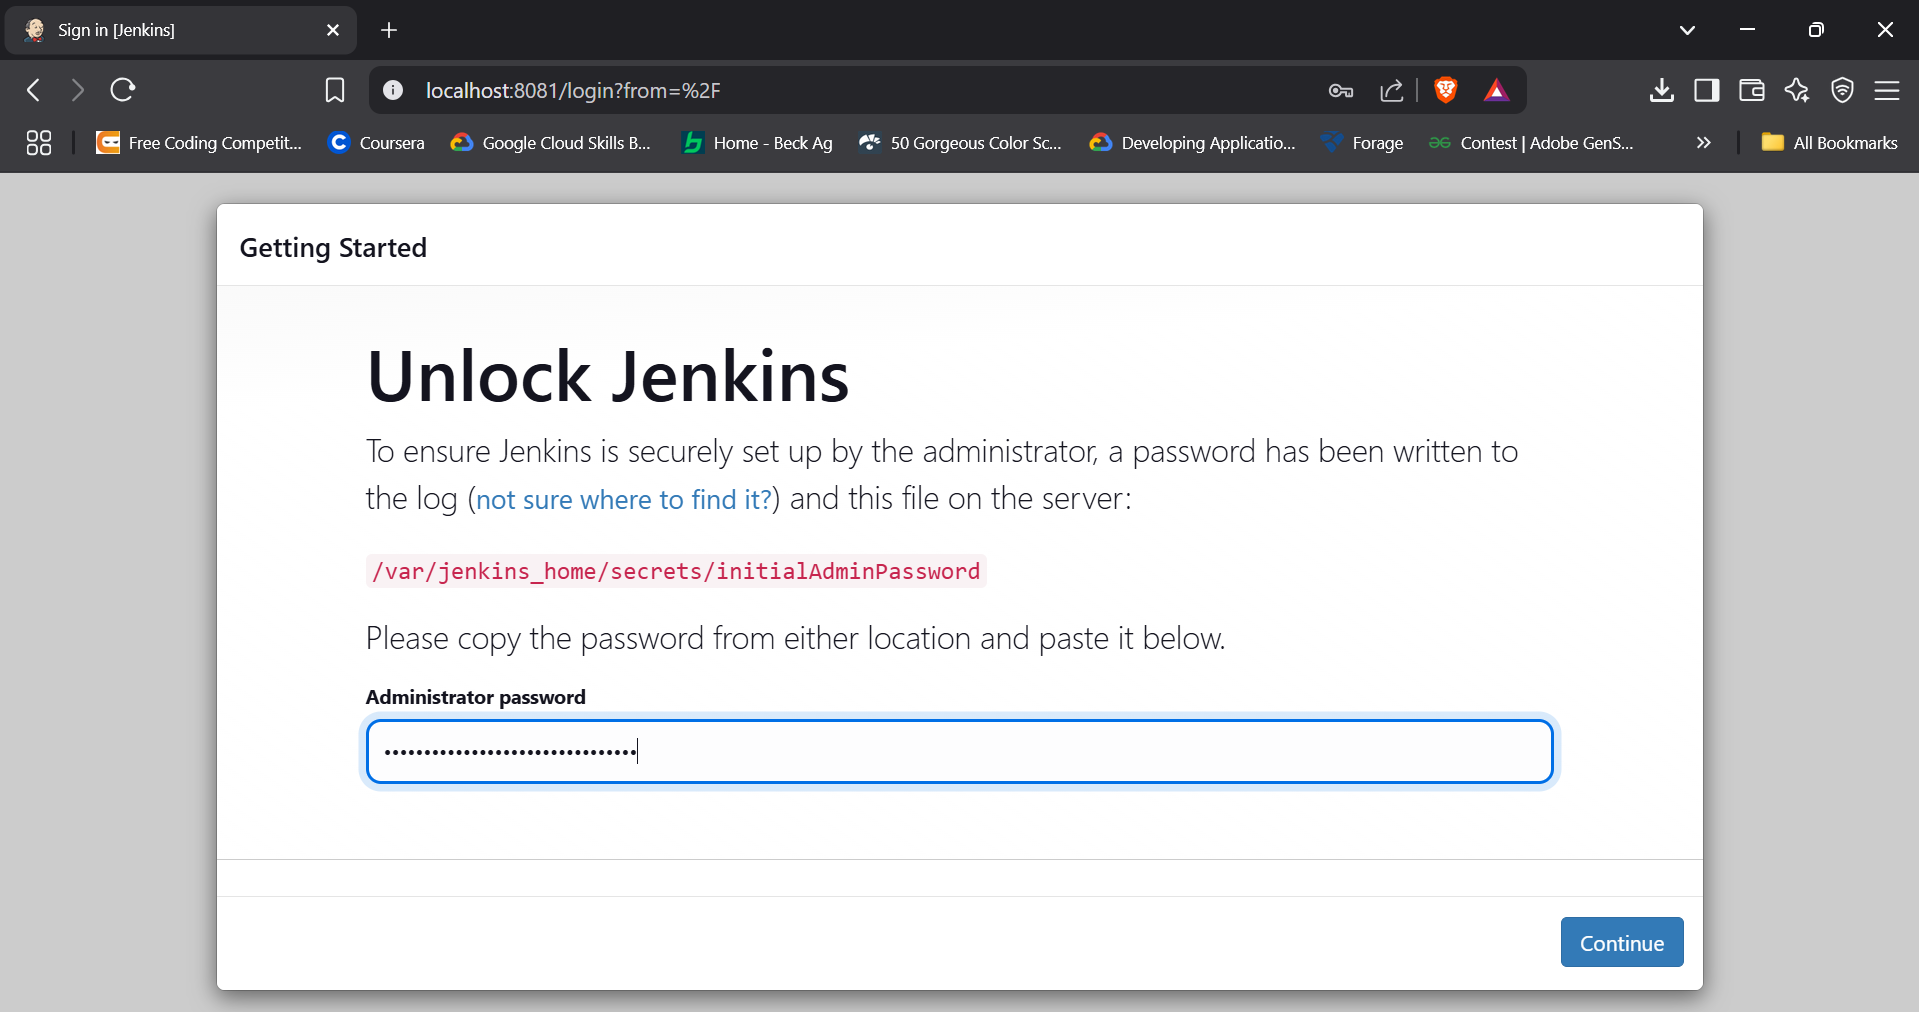 Sign in [Jenkins]
localhost:8081/login?from=%2F
Free Coding Competit... Coursera Google Cloud Skills B... Home - Beck Ag 50 Gorgeous Color Sc... Developing Applicatio... Forage Contest | Adobe GenS... » All Bookmarks
Getting Started
Unlock Jenkins
To ensure Jenkins is securely set up by the administrator, a password has been written to
the log (not sure where to find it?) and this file on the server:
/var/jenkins_home/secrets/initialAdminPassword
Please copy the password from either location and paste it below.
Administrator password
Continue